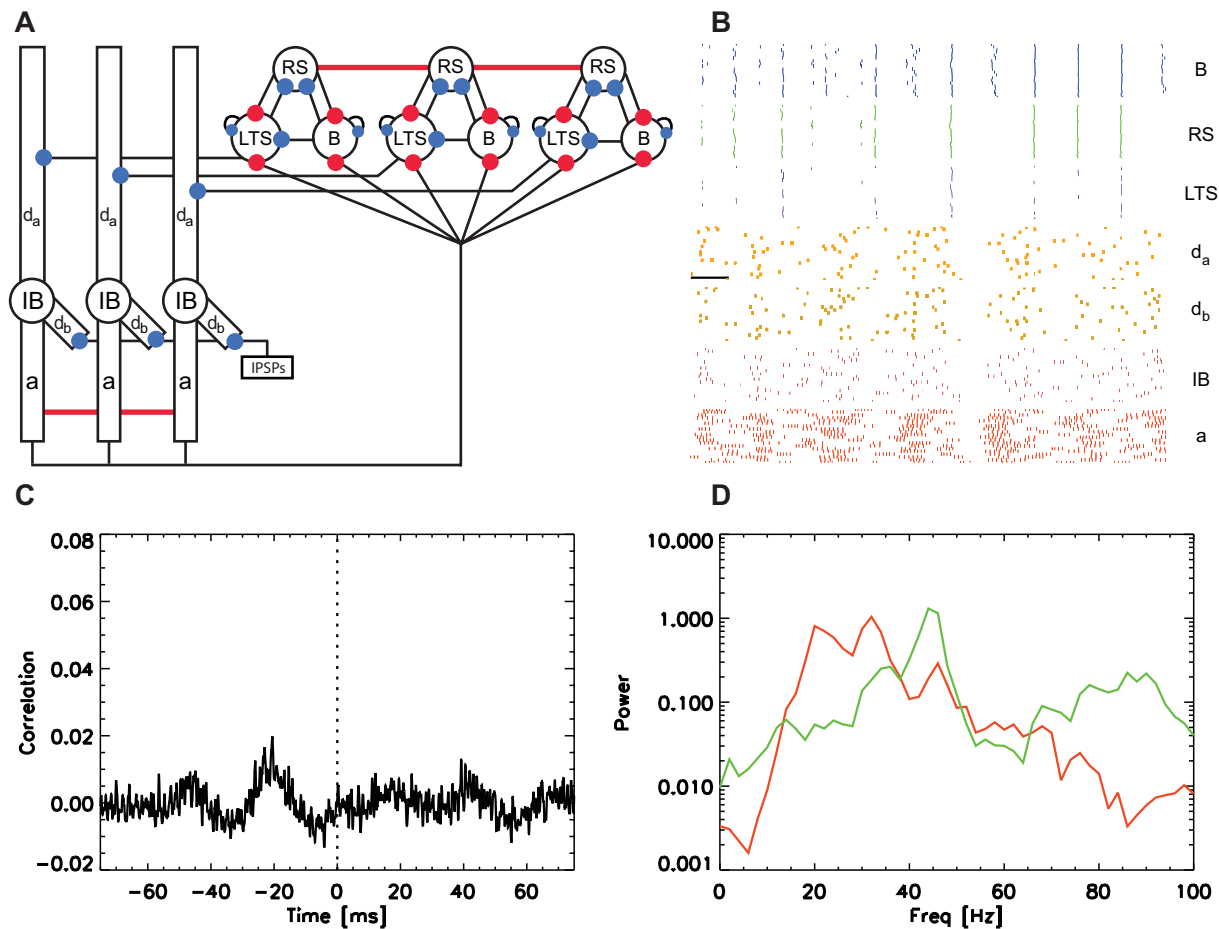 A
RS RS RS
LTS B LTS B LTS B
da da da
IB IB IB
db db db
IPSPs
a a a
B
B
RS
LTS
da
db
IB
a
C
0.08
0.06
0.04
0.02
0.00
−0.02
Correlation
−60 −40 −20 0 20 40 60
Time [ms]
D
10.000
1.000
0.100
0.010
0.001
Power
0 20 40 60 80 100
Freq [Hz]